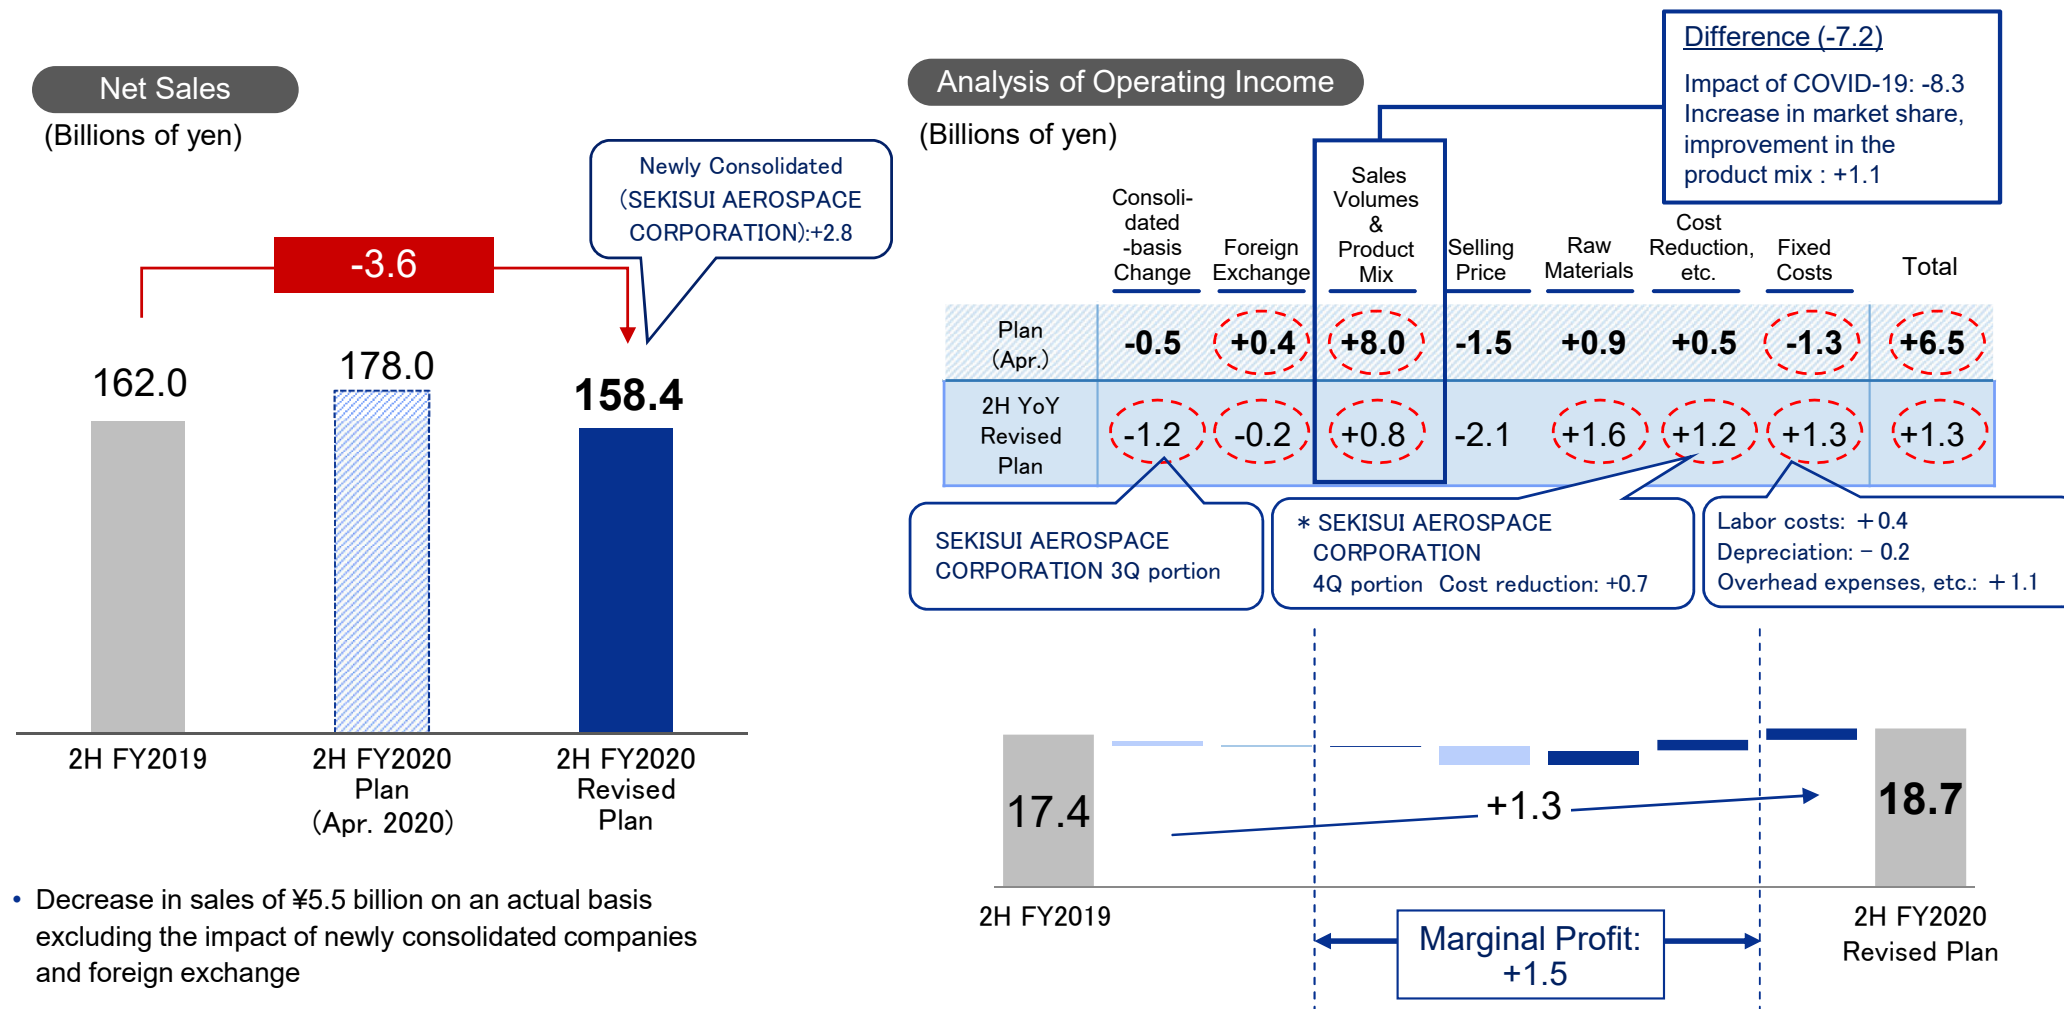 Net Sales
(Billions of yen)
Newly Consolidated
(SEKISUI AEROSPACE
CORPORATION):+2.8
-3.6
162.0
178.0
158.4
2H FY2019
2H FY2020
Plan
(Apr. 2020)
2H FY2020
Revised
Plan
• Decrease in sales of ¥5.5 billion on an actual basis
excluding the impact of newly consolidated companies
and foreign exchange
Analysis of Operating Income
(Billions of yen)
Difference (-7.2)
Impact of COVID-19: -8.3
Increase in market share,
improvement in the
product mix : +1.1
Consoli-
dated
-basis
Change
Foreign
Exchange
Sales
Volumes
&
Product
Mix
Selling
Price
Raw
Materials
Cost
Reduction,
etc.
Fixed
Costs
Total
Plan
(Apr.)
-0.5 +0.4 +8.0 -1.5 +0.9 +0.5 -1.3 +6.5
2H YoY
Revised
Plan
-1.2 -0.2 +0.8 -2.1 +1.6 +1.2 +1.3 +1.3
SEKISUI AEROSPACE
CORPORATION 3Q portion
* SEKISUI AEROSPACE
CORPORATION
4Q portion Cost reduction: +0.7
Labor costs: +0.4
Depreciation: - 0.2
Overhead expenses, etc.: +1.1
17.4
+1.3
18.7
2H FY2019
2H FY2020
Revised Plan
Marginal Profit:
+1.5